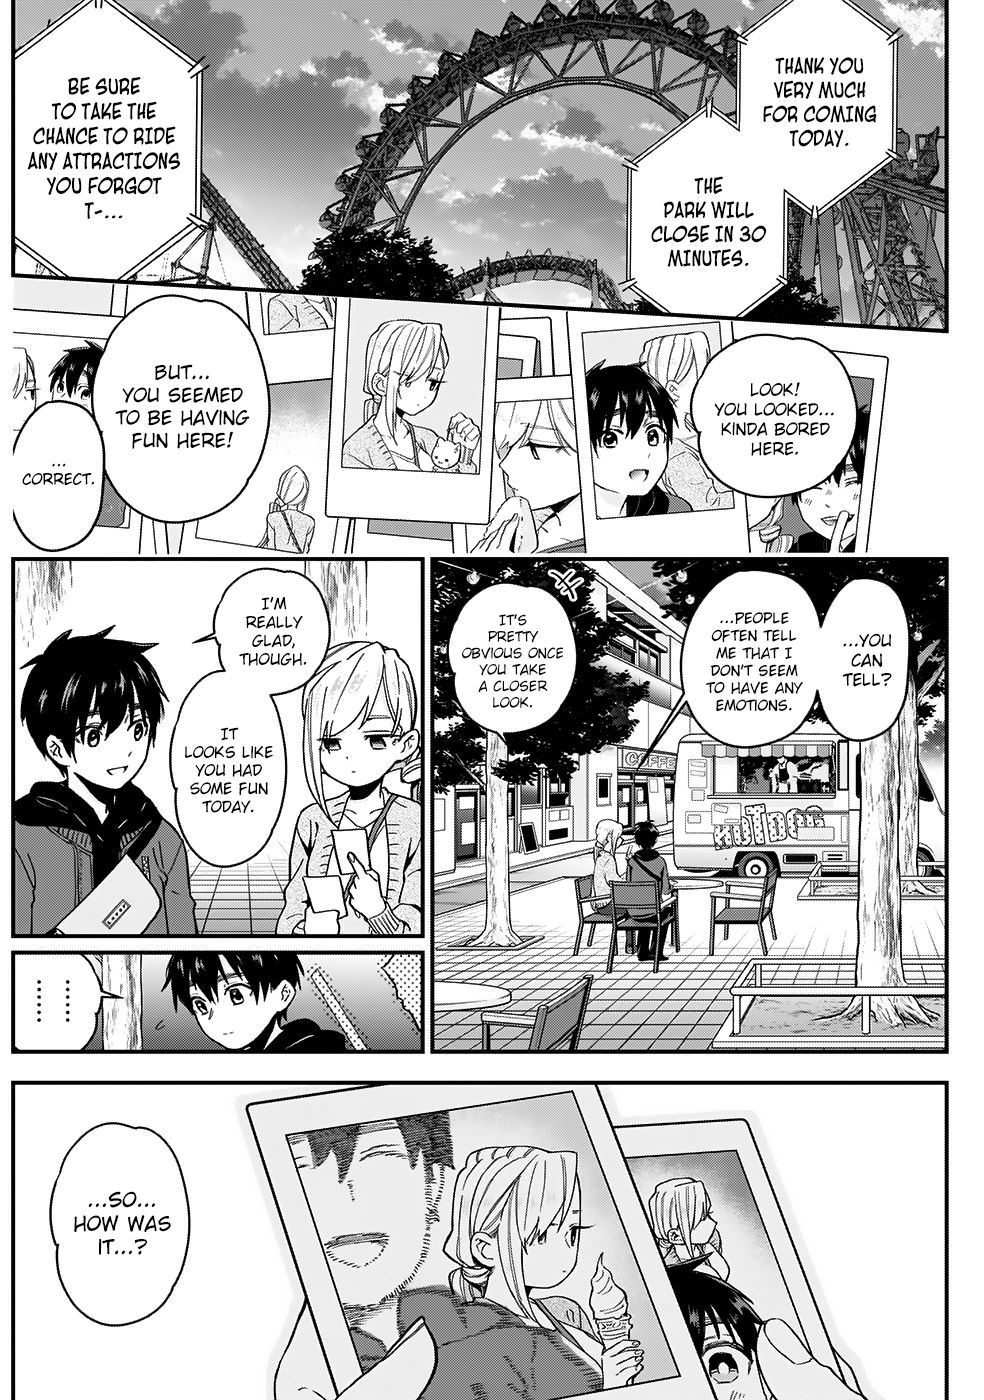 THANK YOU
VERY MUCH
FOR COMING
TODAY.
THE
PARK WILL
CLOSE IN 30
MINUTES.
BE SURE
TO TAKE THE
CHANCE TO RIDE
ANY ATTRACTIONS
YOU FORGOT
T-...
LOOK!
YOU LOOKED...
KINDA BORED
HERE.
BUT...
YOU SEEMED
TO BE HAVING
FUN HERE!
...
CORRECT.
...YOU
CAN
TELL?
...PEOPLE
OFTEN TELL
ME THAT I
DON'T SEEM
TO HAVE ANY
EMOTIONS.
IT'S
PRETTY
OBVIOUS ONCE
YOU TAKE
A CLOSER
LOOK.
COFFEE
HOTDOG
I'M
REALLY
GLAD,
THOUGH.
IT
LOOKS LIKE
YOU HAD
SOME FUN
TODAY.
...SO...
HOW WAS
IT...?